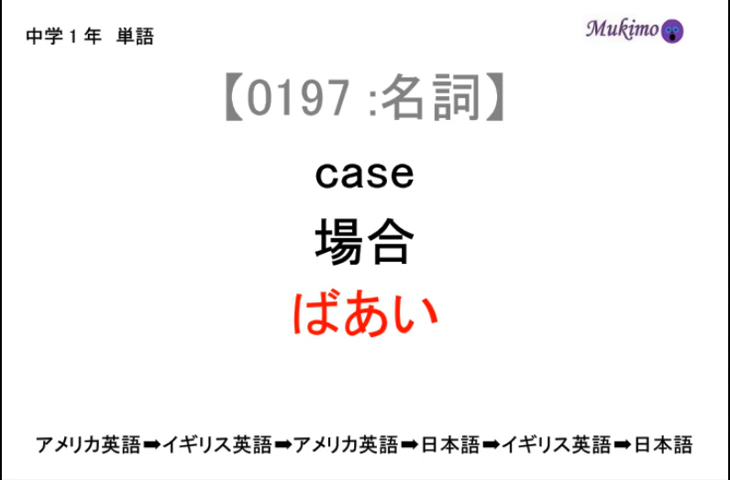 中学１年 単語
Mukimo
【0197 :名詞】
case
場合
ばあい
アメリカ英語➡イギリス英語➡アメリカ英語➡日本語➡イギリス英語➡日本語